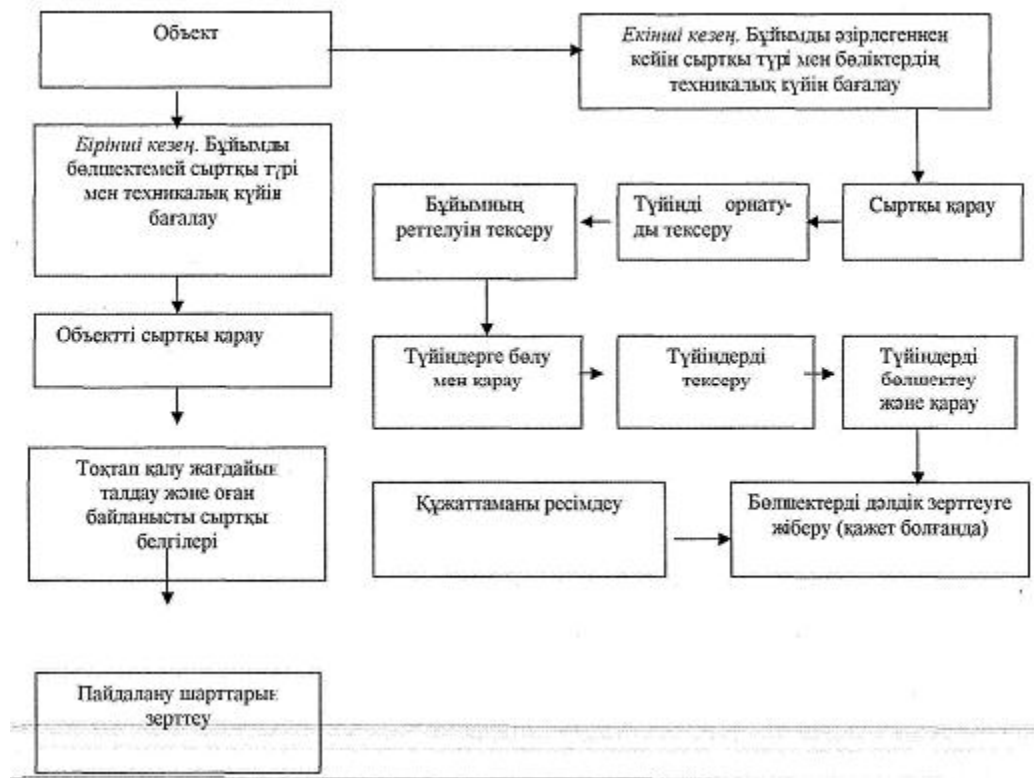 Объект
Екінші кезең. Бұйымды әзірлегеннен
кейін сыртқы түрі мен бөліктердің
техникалық күйін бағалау
Бірінші кезең. Бұйымды
бөлшектемей сыртқы түрі
мен техникалық күйін
бағалау
Бұйымның
реттелуін тексеру
Түйінді орнату-
ды тексеру
Сыртқы қарау
Объектті сыртқы қарау
Түйіндерге бөлу
мен қарау
Түйіндерді
тексеру
Түйіндерді
бөлшектеу
және қарау
Тоқтап қалу жағдайын
талдау және оған
байланысты сыртқы
белгілері
Құжаттаманы ресімдеу
Бөлшектерді дәлдік зерттеуге
жіберу (қажет болғанда)
Пайдалану шарттарын
зерттеу